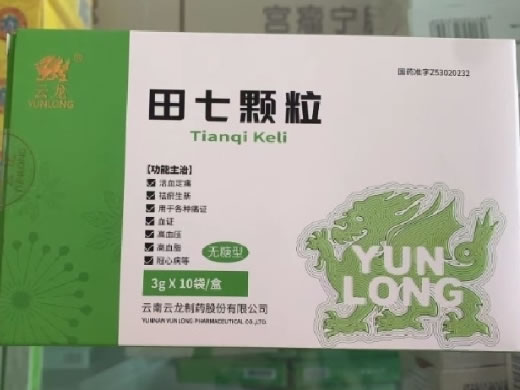 云龙
YUNLONG
国药准字Z53020232
田七颗粒
Tianqi Keli
【功能主治】
活血定痛
祛瘀生肤
用于各种痛证
血证
高血压
高血脂
冠心病等
无糖型
3g X 10袋/盒
云南云龙制药股份有限公司
YUNNAN YUN LONG PHARMACEUTICAL CO.,LTD.
YUN
LONG